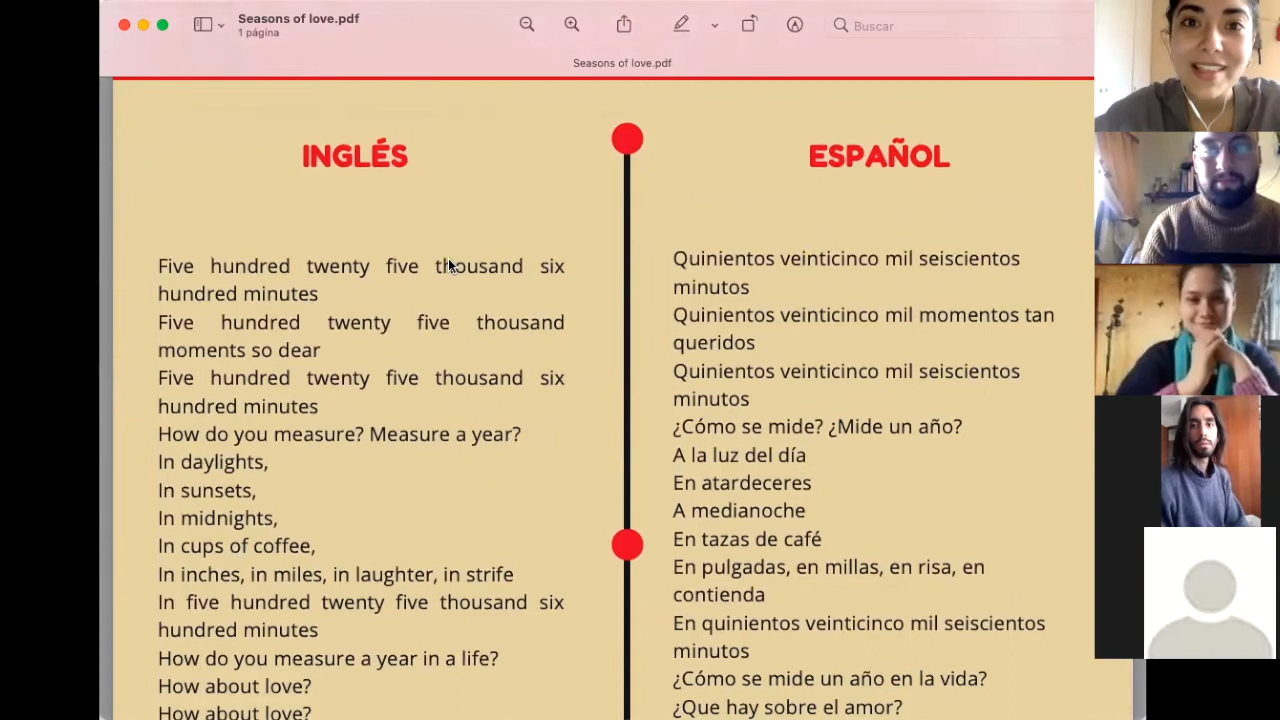 Seasons of love.pdf
1 página
Buscar
Seasons of love.pdf
INGLÉS
Five hundred twenty five thousand six
hundred minutes
Five hundred twenty five thousand
moments so dear
Five hundred twenty five thousand six
hundred minutes
How do you measure? Measure a year?
In daylights,
In sunsets,
In midnights,
In cups of coffee,
In inches, in miles, in laughter, in strife
In five hundred twenty five thousand six
hundred minutes
How do you measure a year in a life?
How about love?
How about love?
ESPAÑOL
Quinientos veinticinco mil seiscientos
minutos
Quinientos veinticinco mil momentos tan
queridos
Quinientos veinticinco mil seiscientos
minutos
¿Cómo se mide? ¿Mide un año?
A la luz del día
En atardeceres
A medianoche
En tazas de café
En pulgadas, en millas, en risa, en
contienda
En quinientos veinticinco mil seiscientos
minutos
¿Cómo se mide un año en la vida?
¿Que hay sobre el amor?